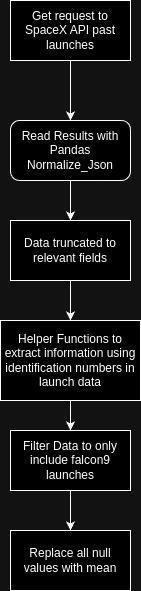 Get request to
SpaceX API past
launches
Read Results with
Pandas
Normalize_Json
Data truncated to
relevant fields
Helper Functions to
extract information using
identification numbers in
launch data
Filter Data to only
include falcon9
launches
Replace all null
values with mean